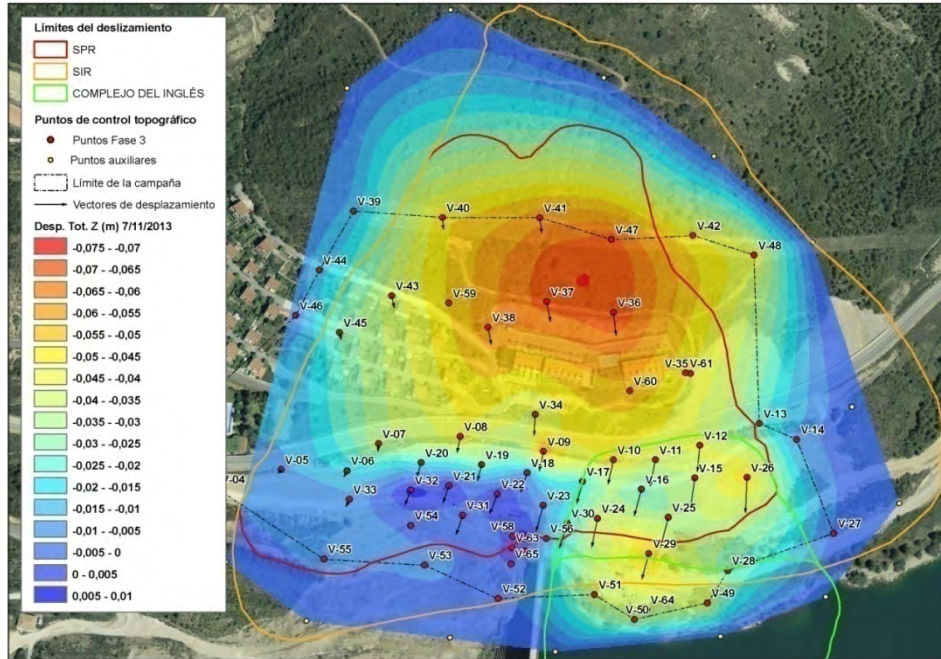 Límites del deslizamiento
SPR
SIR
COMPLEJO DEL INGLÉS
Puntos de control topográfico
Puntos Fase 3
Puntos auxiliares
Límite de la campaña
Vectores de desplazamiento
Desp. Tot. Z (m) 7/11/2013
-0,075 - -0,07
-0,07 - -0,065
-0,065 - -0,06
-0,06 - -0,055
-0,055 - -0,05
-0,05 - -0,045
-0,045 - -0,04
-0,04 - -0,035
-0,035 - -0,03
-0,03 - -0,025
-0,025 - -0,02
-0,02 - -0,015
-0,015 - -0,01
-0,01 - -0,005
-0,005 - 0
0 - 0,005
0,005 - 0,01
V-39
V-40
V-41
V-47
V-42
V-48
V-44
V-46
V-43
V-59
V-37
V-36
V-45
V-38
V-35
V-61
V-60
V-34
V-13
V-14
V-07
V-08
V-09
V-12
V-05
V-06
V-20
V-19
V-18
V-17
V-10
V-11
V-15
V-26
V-04
V-33
V-32
V-21
V-22
V-16
V-54
V-31
V-23
V-30
V-24
V-25
V-27
V-58
V-56
V-63
V-65
V-29
V-55
V-53
V-28
V-52
V-51
V-64
V-49
V-50